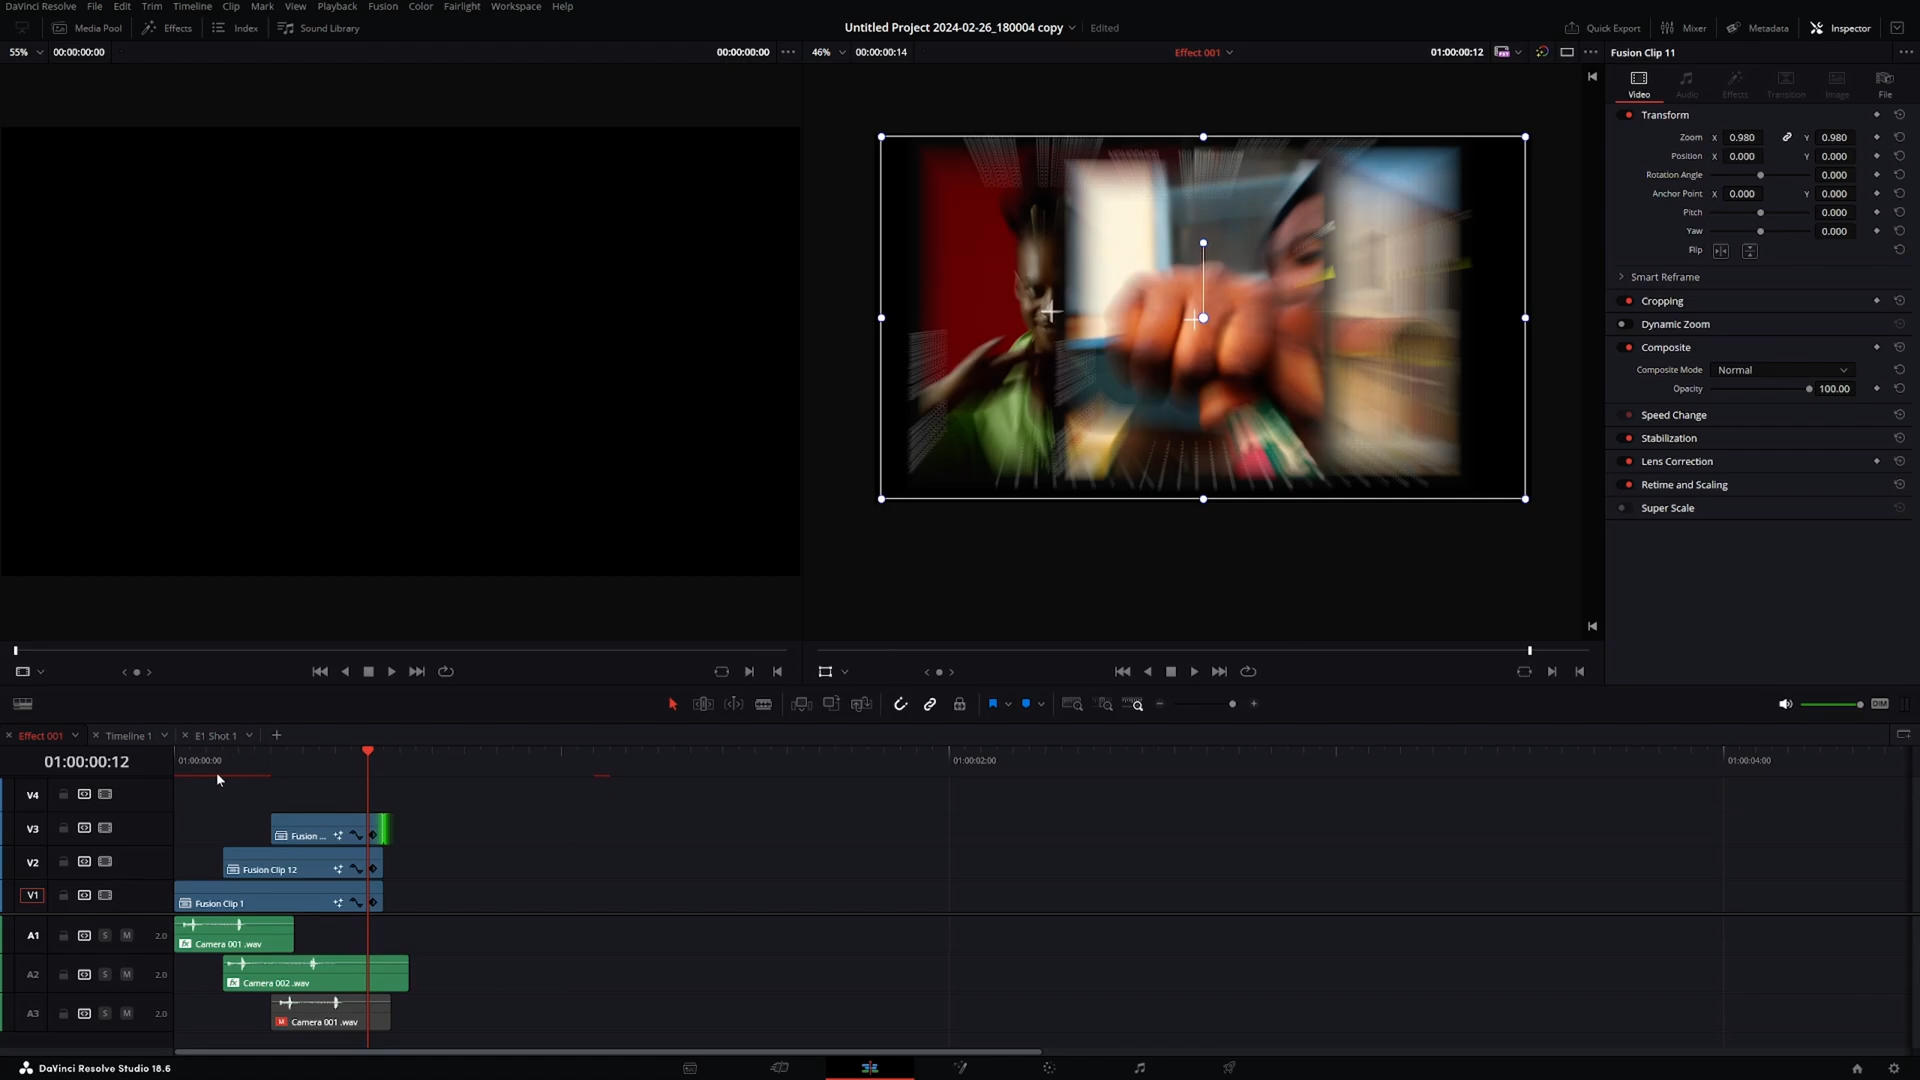 DaVinci Resolve File Edit Trim Timeline Clip Mark View Playback Fusion Color Fairlight Workspace Help
Media Pool Effects Index Sound Library Untitled Project 2024-02-26_180004 copy Edited Quick Export Mixer Metadata Inspector
55% 00:00:00:00 00:00:00:00 46% 00:00:00:14 Effect 001 01:00:00:12 Fusion Clip 11
Video Audio Effects Transition Image File
Transform
Zoom X 0.980 Y 0.980
Position X 0.000 Y 0.000
Rotation Angle 0.000
Anchor Point X 0.000 Y 0.000
Pitch 0.000
Yaw 0.000
Flip
Smart Reframe
Cropping
Dynamic Zoom
Composite
Composite Mode Normal
Opacity 100.00
Speed Change
Stabilization
Lens Correction
Retime and Scaling
Super Scale
DIM
Effect 001 Timeline 1 E1 Shot 1
01:00:00:12 01:00:00:00 01:00:02:00 01:00:04:00
V4
V3 Fusion ...
V2 Fusion Clip 12
V1 Fusion Clip 1
A1 S M 2.0 fx Camera 001 .wav
A2 S M 2.0 fx Camera 002 .wav
A3 S M 2.0 M Camera 001 .wav
DaVinci Resolve Studio 18.6